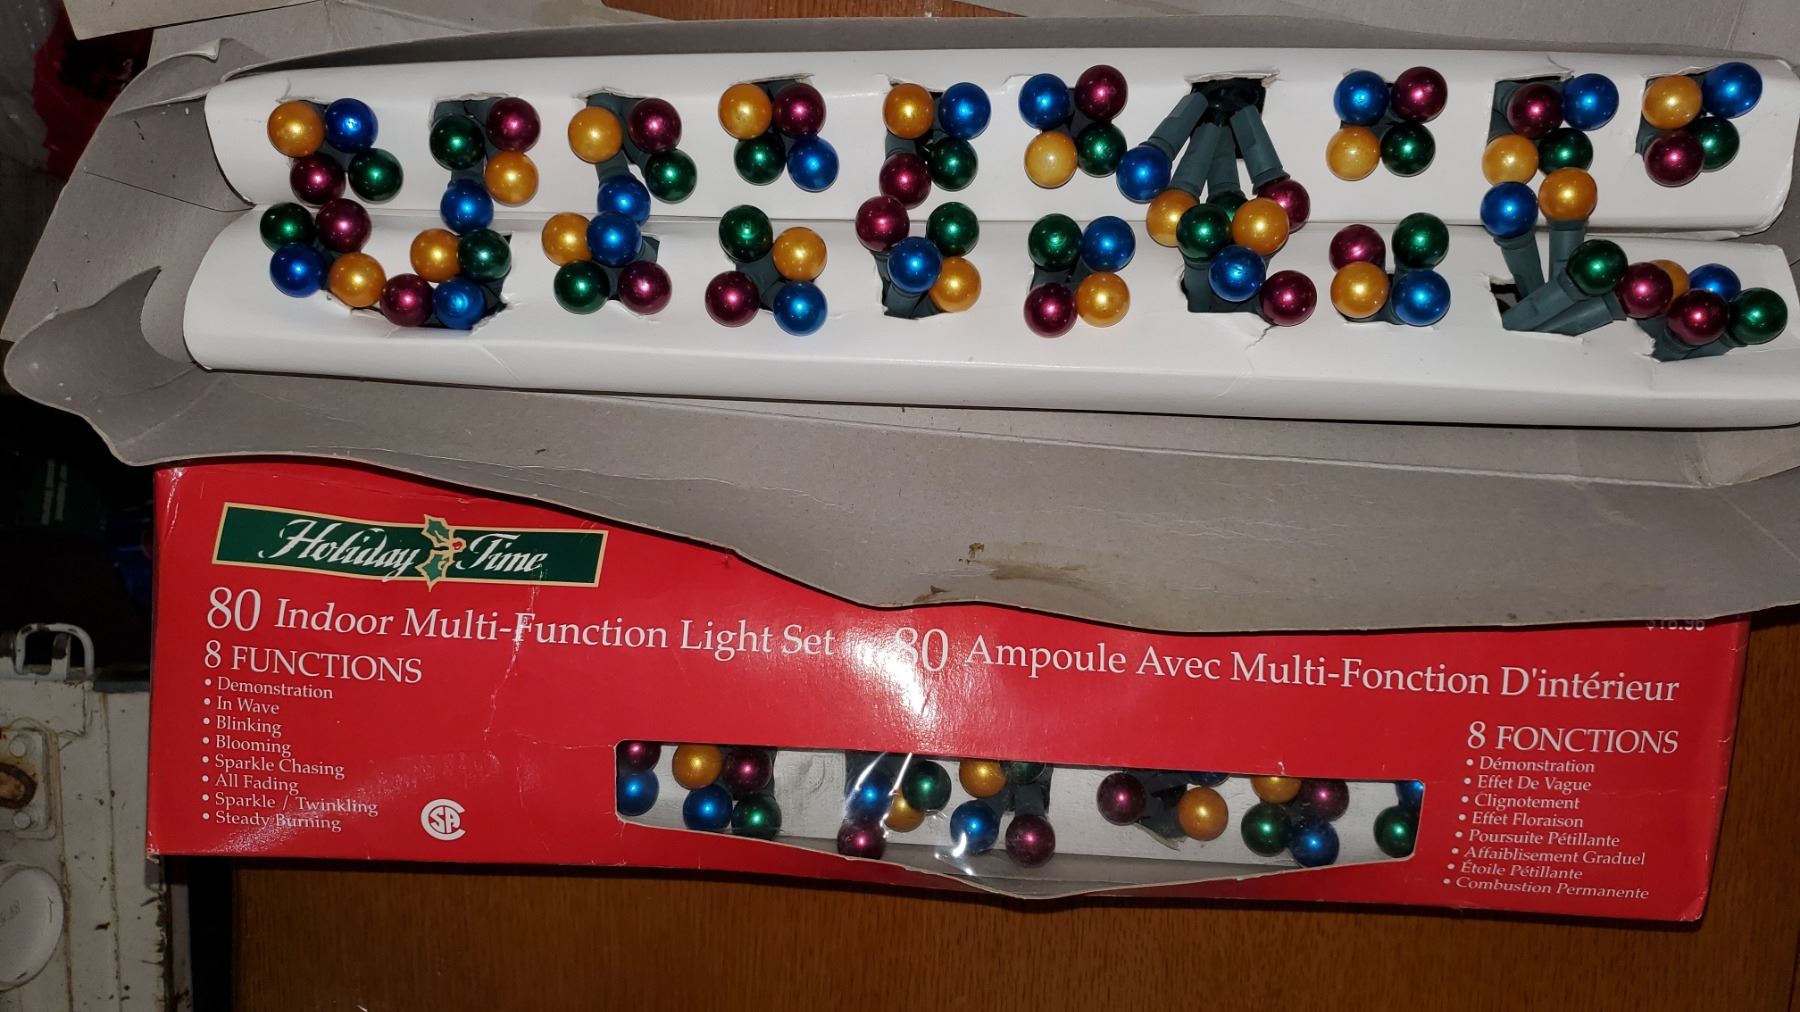 Holiday Time
80 Indoor Multi-Function Light Set
8 FUNCTIONS
• Demonstration
• In Wave
• Blinking
• Blooming
• Sparkle Chasing
• All Fading
• Sparkle / Twinkling
• Steady Burning
80 Ampoule Avec Multi-Fonction D'intérieur
8 FONCTIONS
• Démonstration
• Effet De Vague
• Clignotement
• Effet Floraison
• Poursuite Pétillante
• Affaiblisement Graduel
• Étoile Pétillante
• Combustion Permanente